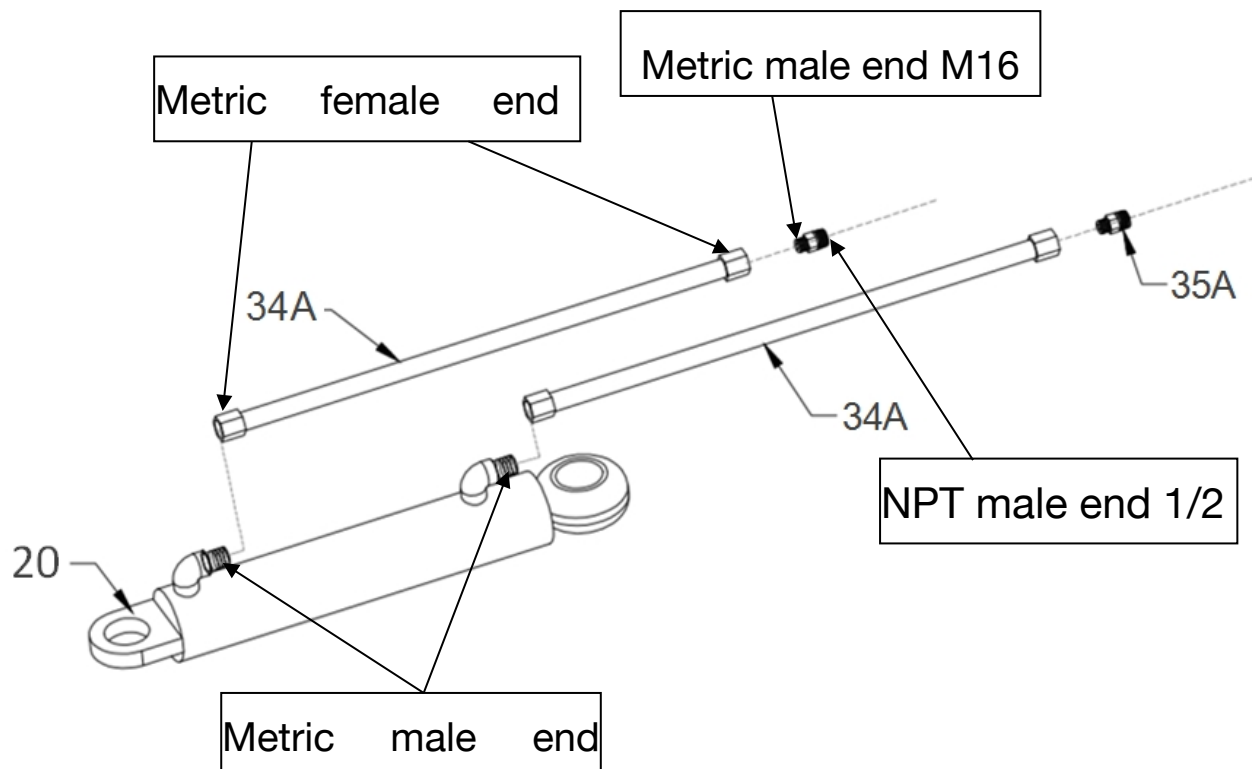 Metric male end M16
Metric female end
35A
34A
34A
NPT male end 1/2
20
Metric male end